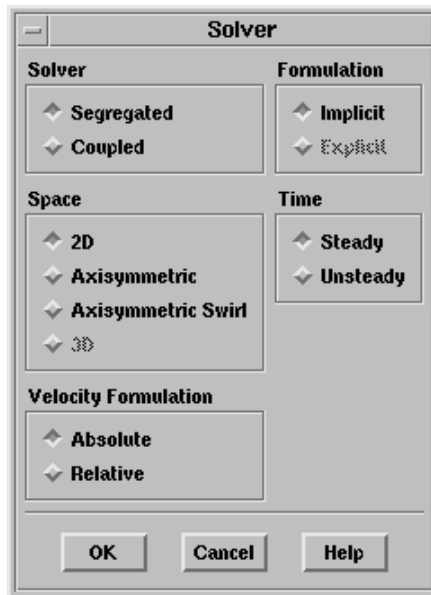 Solver
Solver
Segregated
Coupled
Formulation
Implicit
Explicit
Space
2D
Axisymmetric
Axisymmetric Swirl
3D
Time
Steady
Unsteady
Velocity Formulation
Absolute
Relative
OK
Cancel
Help